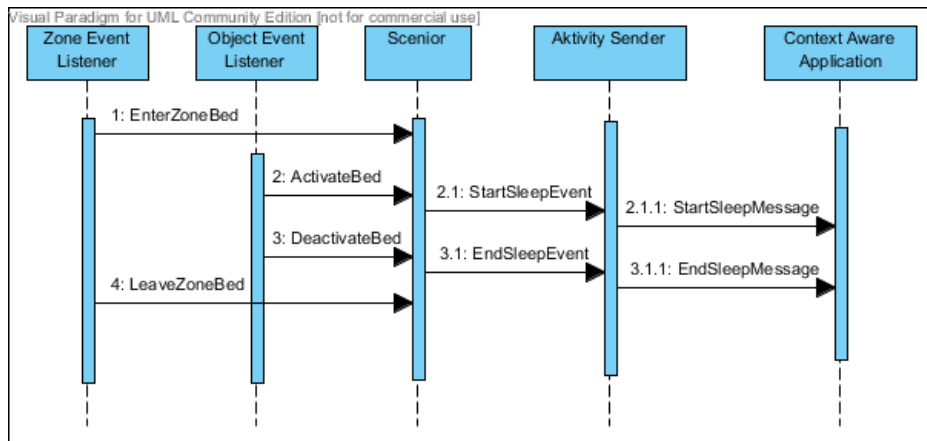 Visual Paradigm for UML Community Edition [not for commercial use]
Zone Event
Listener
Object Event
Listener
Scenior
Aktivity Sender
Context Aware
Application
1: EnterZoneBed
2: ActivateBed
2.1: StartSleepEvent
2.1.1: StartSleepMessage
3: DeactivateBed
3.1: EndSleepEvent
3.1.1: EndSleepMessage
4: LeaveZoneBed